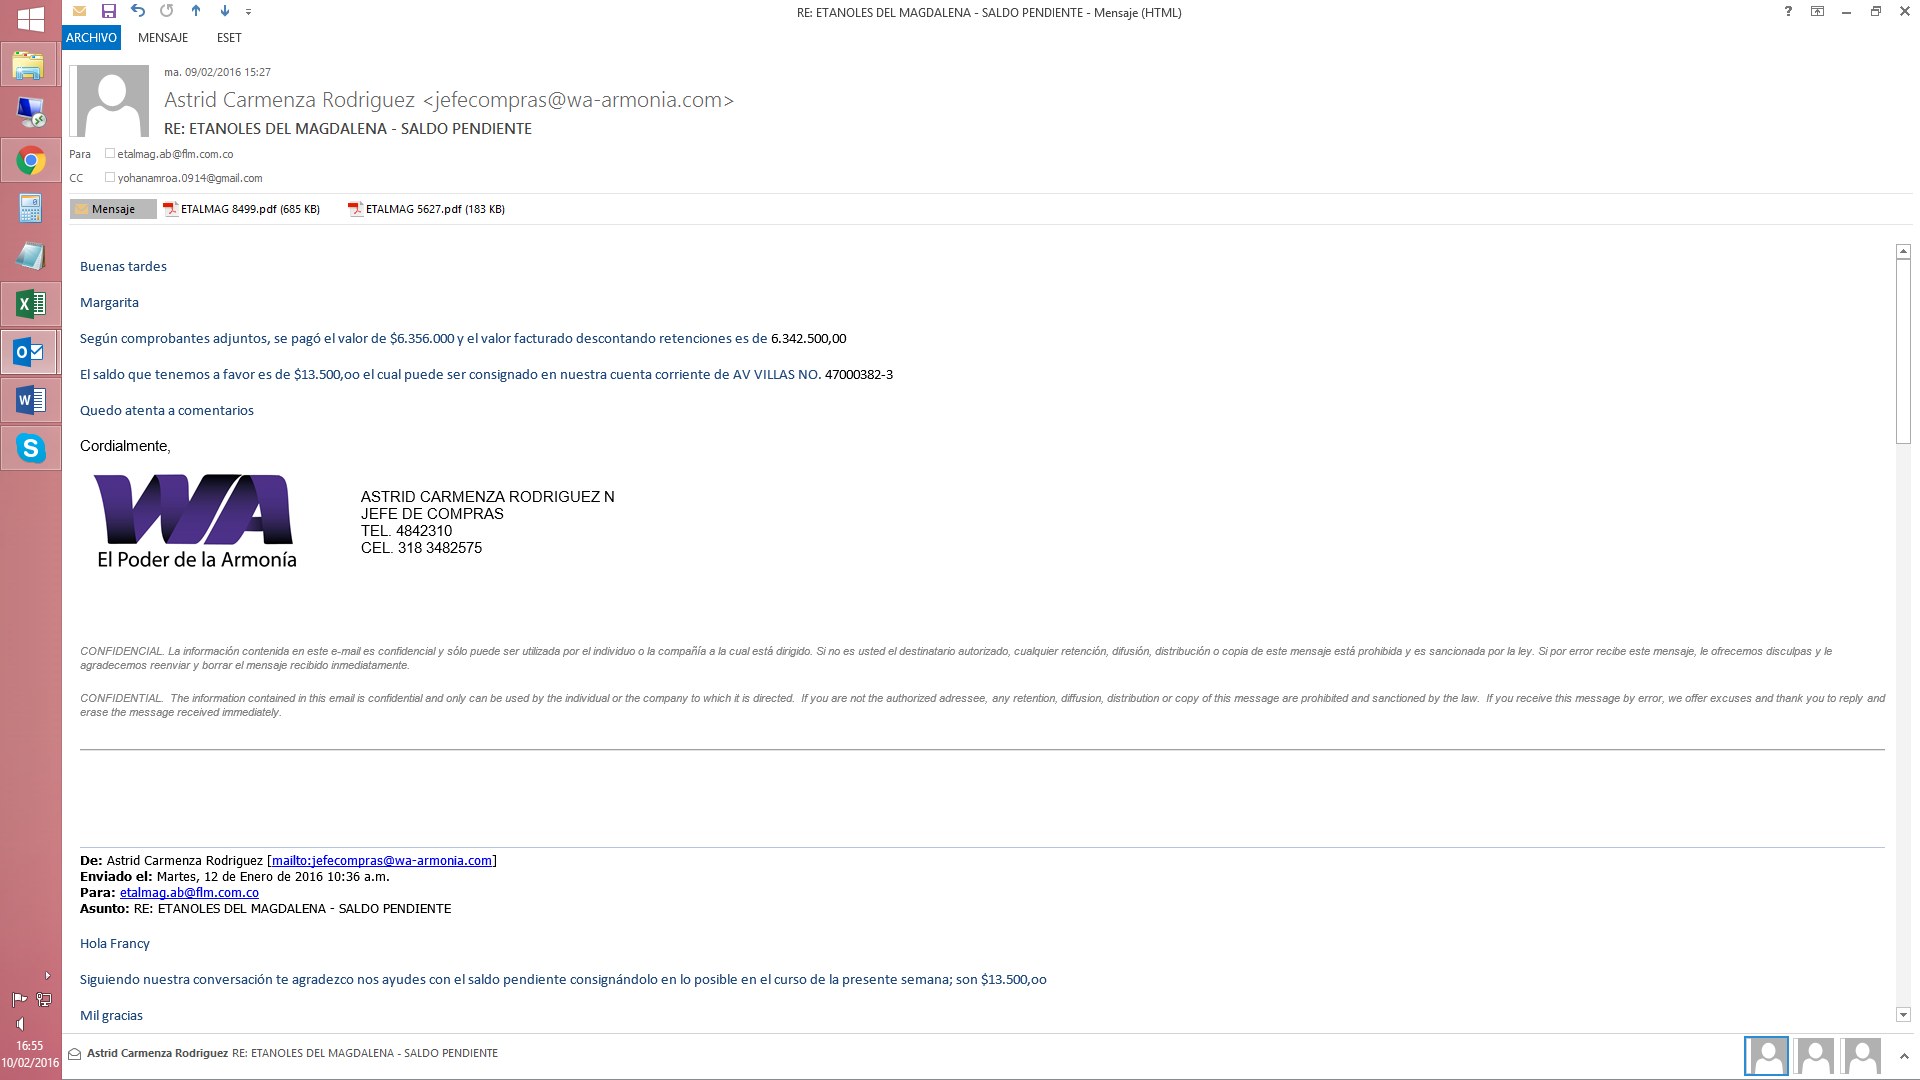 RE: ETANOLES DEL MAGDALENA - SALDO PENDIENTE - Mensaje (HTML)
ARCHIVO MENSAJE ESET
ma. 09/02/2016 15:27
Astrid Carmenza Rodriguez <jefecompras@wa-armonia.com>
RE: ETANOLES DEL MAGDALENA - SALDO PENDIENTE
Para etalmag.ab@flm.com.co
CC yohanamroa.0914@gmail.com
Mensaje ETALMAG 8499.pdf (685 KB) ETALMAG 5627.pdf (183 KB)
Buenas tardes
Margarita
Según comprobantes adjuntos, se pagó el valor de $6.356.000 y el valor facturado descontando retenciones es de 6.342.500,00
El saldo que tenemos a favor es de $13.500,oo el cual puede ser consignado en nuestra cuenta corriente de AV VILLAS NO. 47000382-3
Quedo atenta a comentarios
Cordialmente,
WA
El Poder de la Armonía
ASTRID CARMENZA RODRIGUEZ N
JEFE DE COMPRAS
TEL. 4842310
CEL. 318 3482575
CONFIDENCIAL. La información contenida en este e-mail es confidencial y sólo puede ser utilizada por el individuo o la compañía a la cual está dirigido. Si no es usted el destinatario autorizado, cualquier retención, difusión, distribución o copia de este mensaje está prohibida y es sancionada por la ley. Si por error recibe este mensaje, le ofrecemos disculpas y le
agradecemos reenviar y borrar el mensaje recibido inmediatamente.
CONFIDENTIAL. The information contained in this email is confidential and only can be used by the individual or the company to which it is directed. If you are not the authorized adressee, any retention, diffusion, distribution or copy of this message are prohibited and sanctioned by the law. If you receive this message by error, we offer excuses and thank you to reply and
erase the message received immediately.
De: Astrid Carmenza Rodriguez [mailto:jefecompras@wa-armonia.com]
Enviado el: Martes, 12 de Enero de 2016 10:36 a.m.
Para: etalmag.ab@flm.com.co
Asunto: RE: ETANOLES DEL MAGDALENA - SALDO PENDIENTE
Hola Francy
Siguiendo nuestra conversación te agradezco nos ayudes con el saldo pendiente consignándolo en lo posible en el curso de la presente semana; son $13.500,oo
Mil gracias
Astrid Carmenza Rodriguez RE: ETANOLES DEL MAGDALENA - SALDO PENDIENTE
16:55
10/02/2016